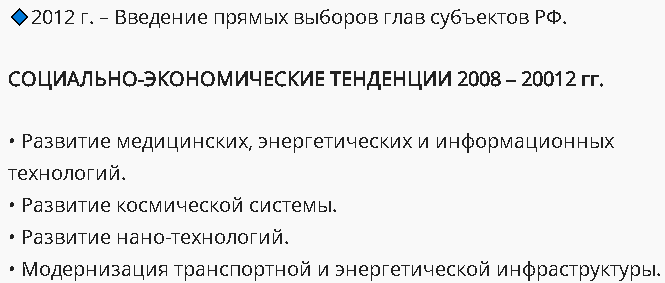 🔷2012 г. – Введение прямых выборов глав субъектов РФ.
СОЦИАЛЬНО-ЭКОНОМИЧЕСКИЕ ТЕНДЕНЦИИ 2008 – 20012 гг.
• Развитие медицинских, энергетических и информационных
технологий.
• Развитие космической системы.
• Развитие нано-технологий.
• Модернизация транспортной и энергетической инфраструктуры.